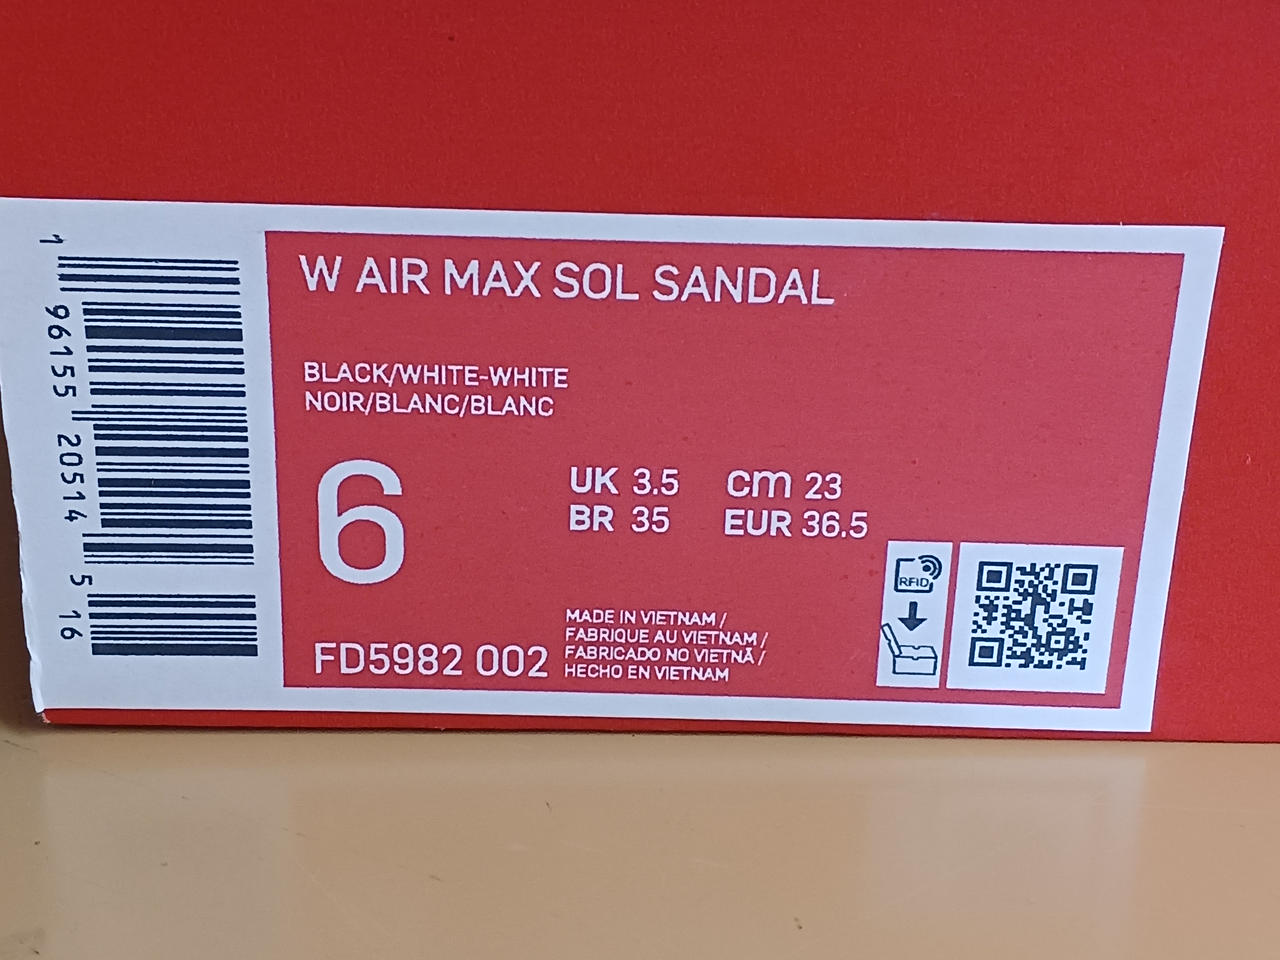 W AIR MAX SOL SANDAL
BLACK/WHITE-WHITE
NOIR/BLANC/BLANC
6
UK 3.5 cm 23
BR 35 EUR 36.5
FD5982 002
MADE IN VIETNAM /
FABRIQUE AU VIETNAM /
FABRICADO NO VIETNÃ /
HECHO EN VIETNAM
RFID
1 96155 20514 5 16